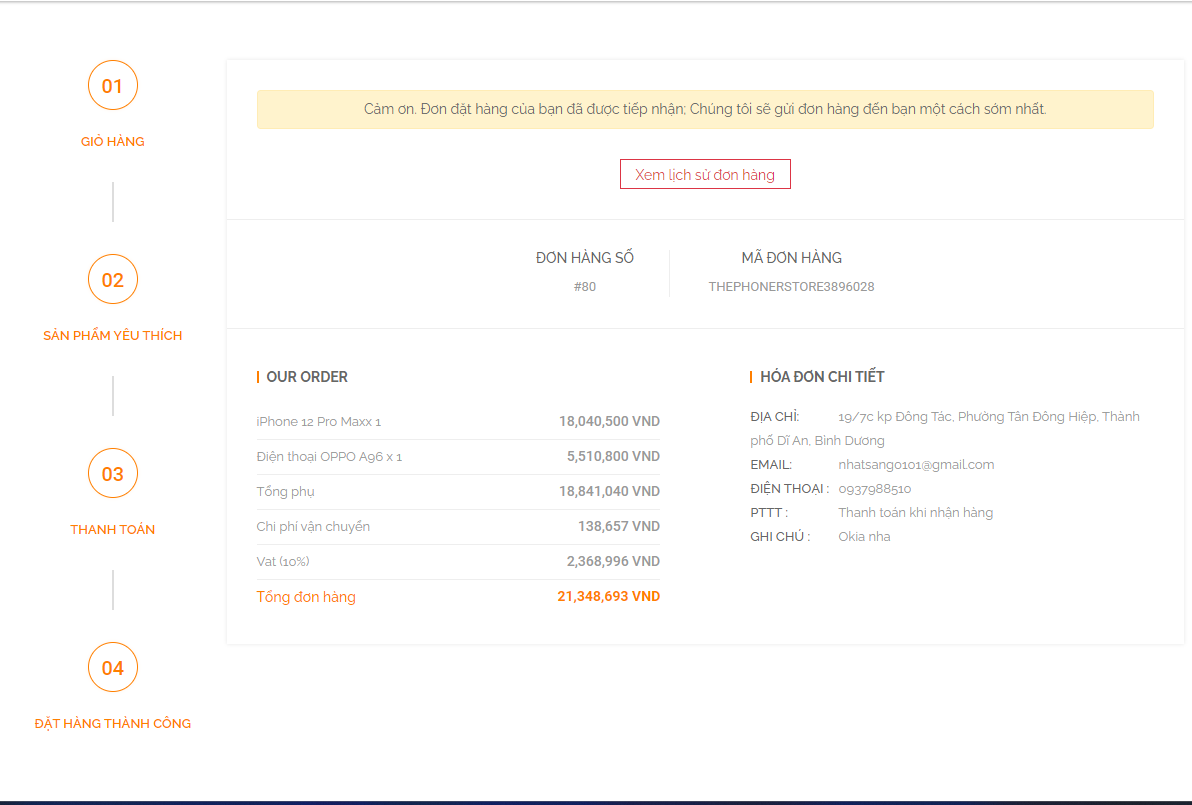 01
GIỎ HÀNG
02
SẢN PHẨM YÊU THÍCH
03
THANH TOÁN
04
ĐẶT HÀNG THÀNH CÔNG
Cảm ơn. Đơn đặt hàng của bạn đã được tiếp nhận; Chúng tôi sẽ gửi đơn hàng đến bạn một cách sớm nhất.
Xem lịch sử đơn hàng
ĐƠN HÀNG SỐ
#80
MÃ ĐƠN HÀNG
THEPHONERSTORE3896028
OUR ORDER
iPhone 12 Pro Maxx 1 18,040,500 VND
Điện thoại OPPO A96 x 1 5,510,800 VND
Tổng phụ 18,841,040 VND
Chi phí vận chuyển 138,657 VND
Vat (10%) 2,368,996 VND
Tổng đơn hàng 21,348,693 VND
HÓA ĐƠN CHI TIẾT
ĐỊA CHỈ: 19/7c kp Đông Tác, Phường Tân Đông Hiệp, Thành
phố Dĩ An, Bình Dương
EMAIL: nhatsang0101@gmail.com
ĐIỆN THOẠI : 0937988510
PTTT : Thanh toán khi nhận hàng
GHI CHÚ : Okia nha